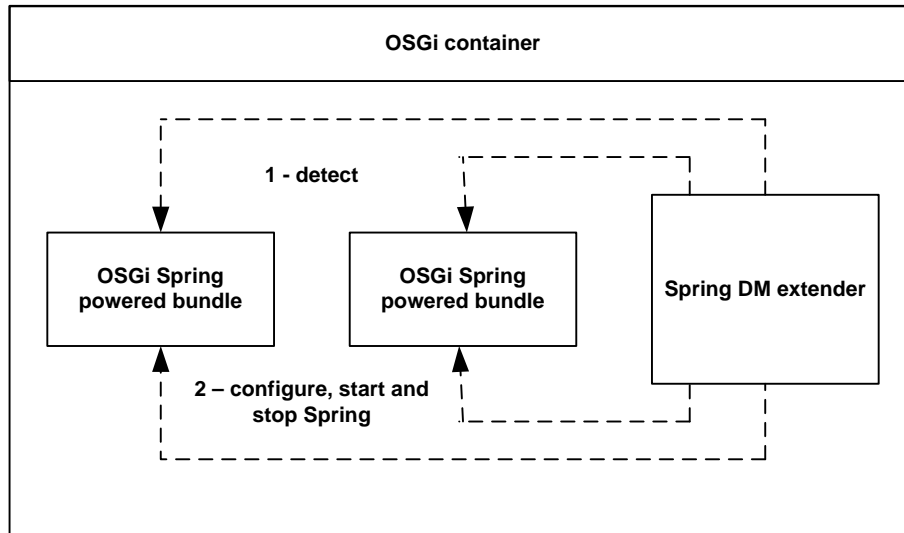 OSGi container
1 - detect
OSGi Spring
powered bundle
OSGi Spring
powered bundle
Spring DM extender
2 – configure, start and
stop Spring